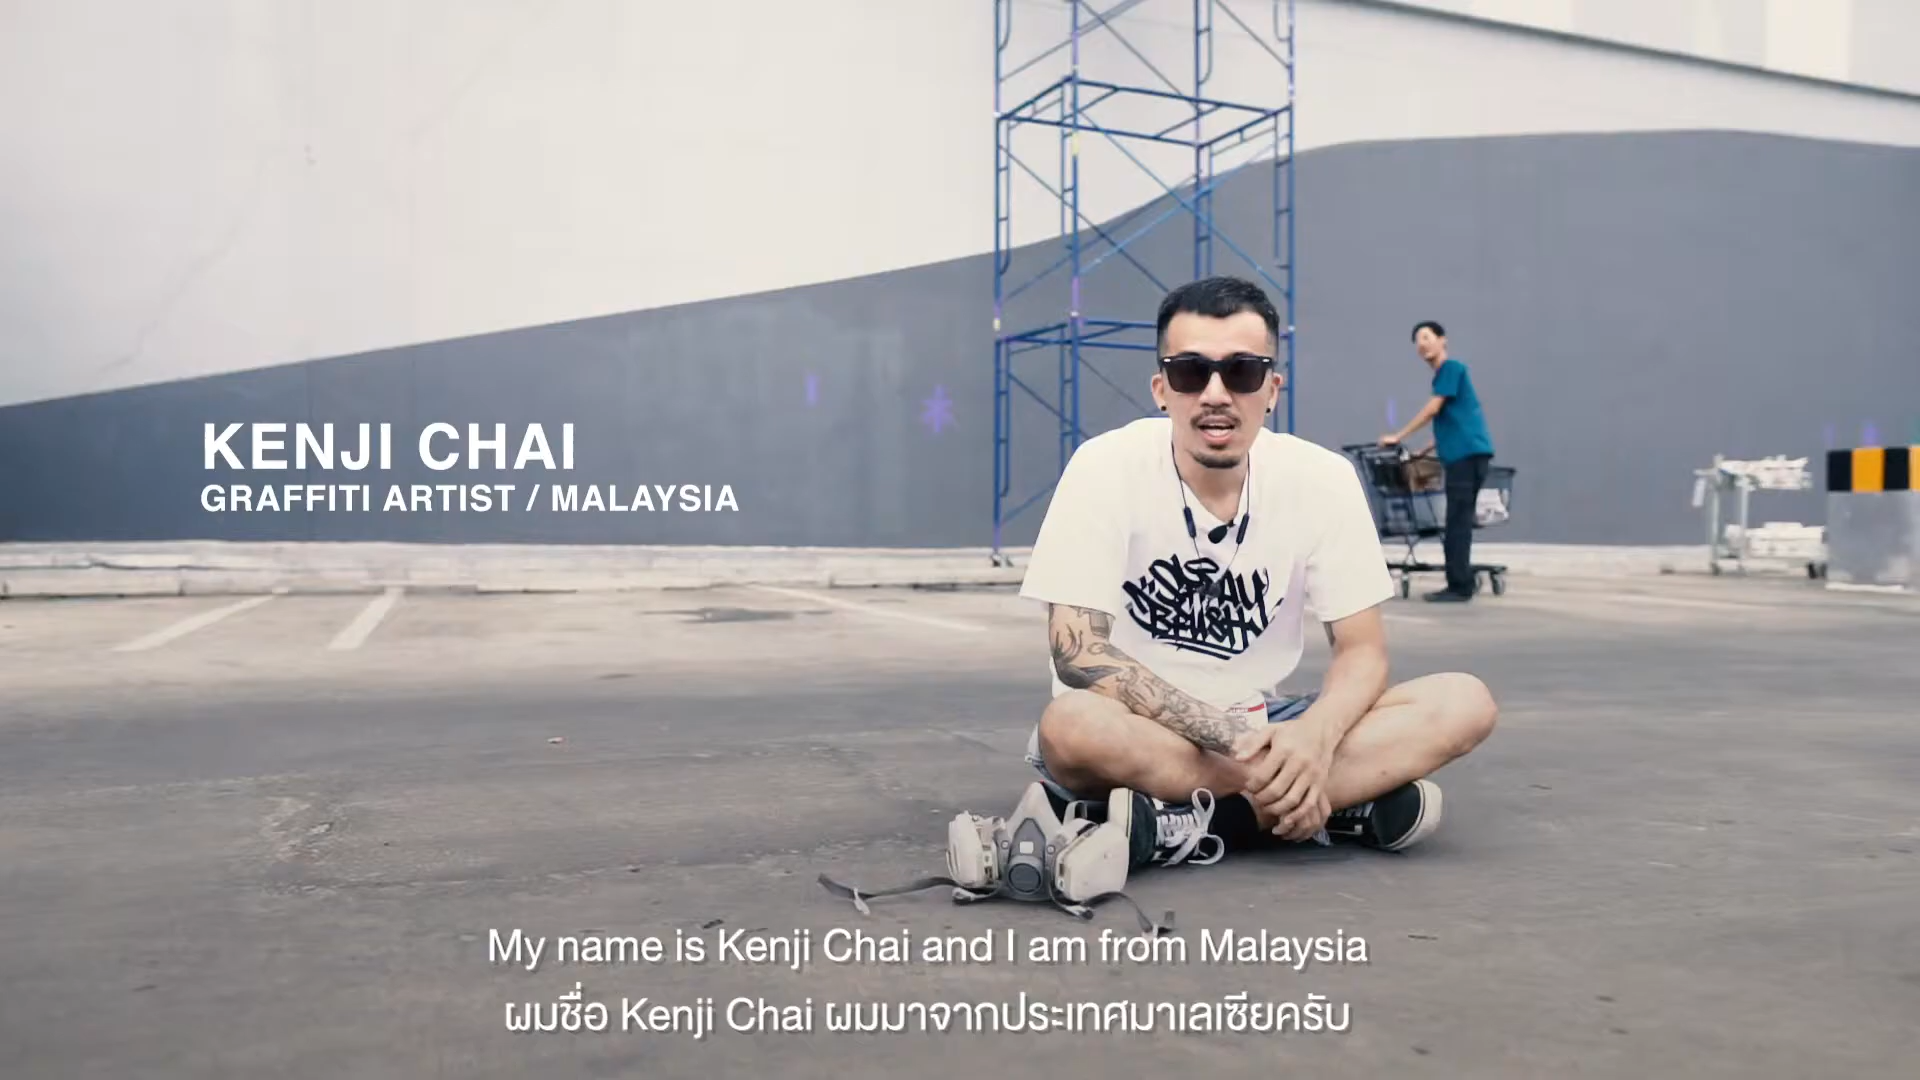 KENJI CHAI
GRAFFITI ARTIST / MALAYSIA
SPRAY
BRUSH
My name is Kenji Chai and I am from Malaysia
ผมชื่อ Kenji Chai ผมมาจากประเทศมาเลเซียครับ